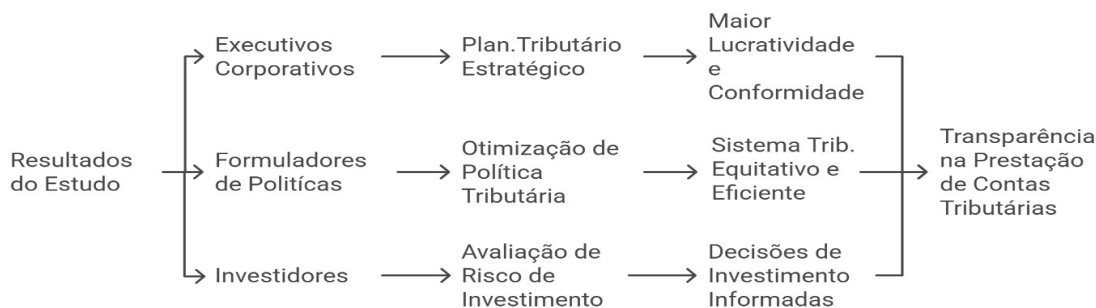 Resultados
do Estudo
Executivos
Corporativos
Plan.Tributário
Estratégico
Maior
Lucratividade
e
Conformidade
Formuladores
de Politícas
Otimização de
Política
Tributária
Sistema Trib.
Equitativo e
Eficiente
Investidores
Avaliação de
Risco de
Investimento
Decisões de
Investimento
Informadas
Transparência
na Prestação
de Contas
Tributárias